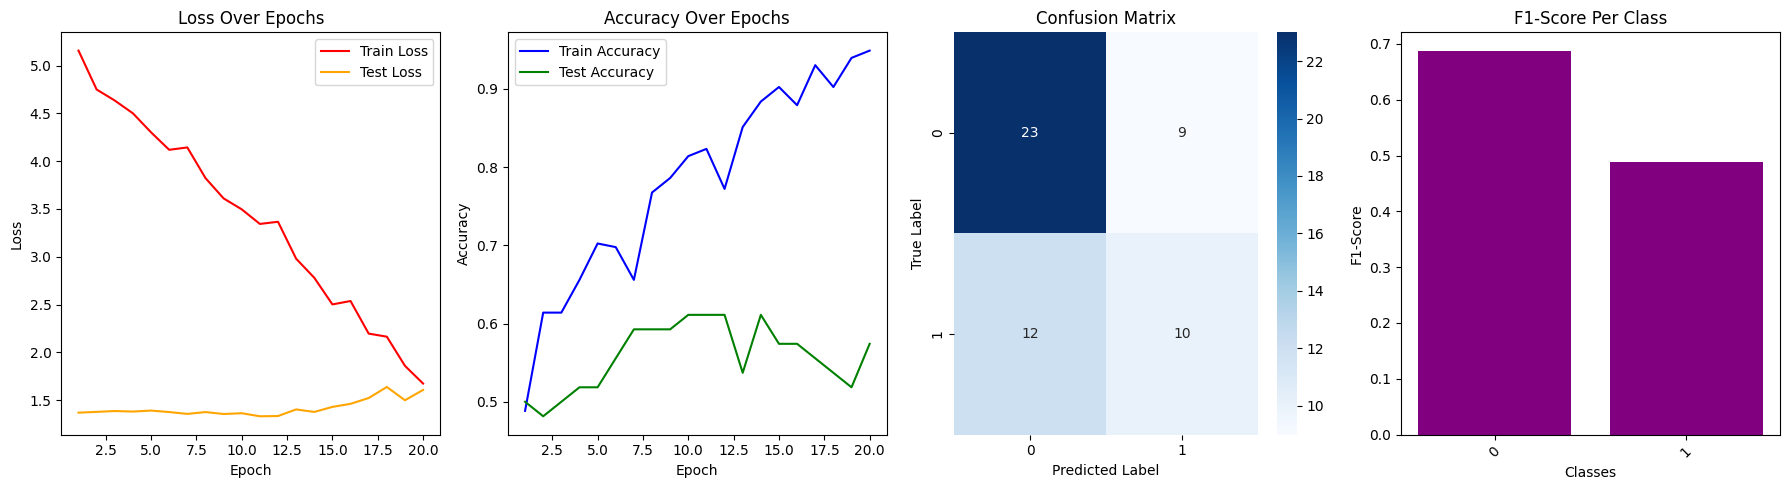 Loss Over Epochs
Train Loss
Test Loss
5.0
4.5
4.0
3.5
3.0
2.5
2.0
1.5
Loss
2.5 5.0 7.5 10.0 12.5 15.0 17.5 20.0
Epoch
Accuracy Over Epochs
Train Accuracy
Test Accuracy
0.9
0.8
0.7
0.6
0.5
Accuracy
2.5 5.0 7.5 10.0 12.5 15.0 17.5 20.0
Epoch
Confusion Matrix
23 9
12 10
0
1
True Label
0 1
Predicted Label
22
20
18
16
14
12
10
F1-Score Per Class
0.7
0.6
0.5
0.4
0.3
0.2
0.1
0.0
F1-Score
0 1
Classes